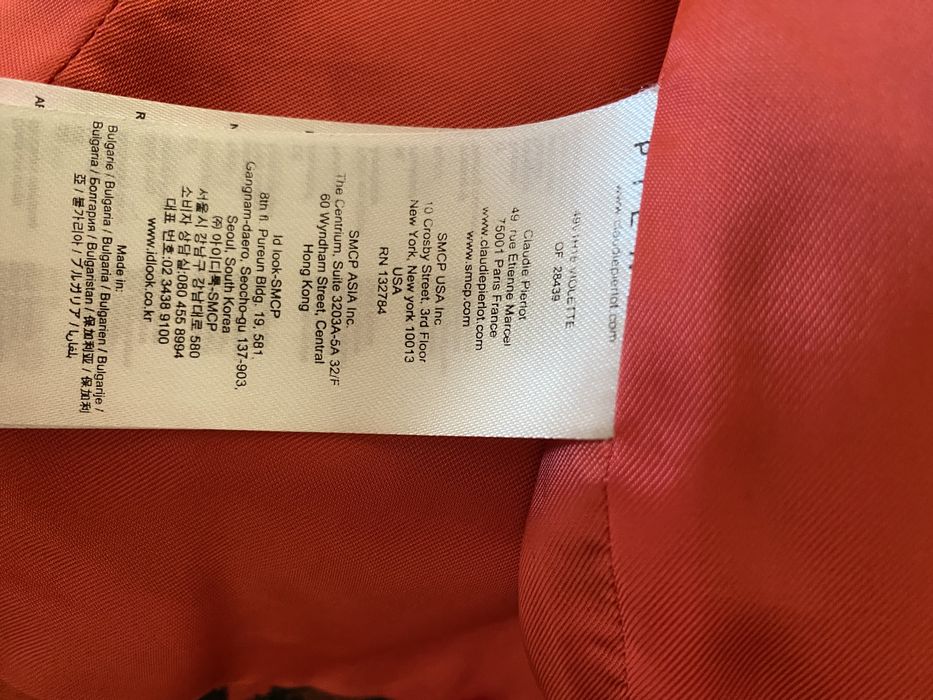 www.claudiepierlot.com
VIOLETTE
OF 28439
Claudie Pierlot
49 rue Etienne Marcel
75001 Paris France
www.claudiepierlot.com
www.smcp.com
SMCP USA Inc
10 Crosby Street, 3rd Floor
New York, New york 10013
USA
RN 132784
SMCP ASIA Inc.
The Centrium, Suite 3203A-5A 32/F
60 Wyndham Street, Central
Hong Kong
Id look-SMCP
8th fl. Pureun Bldg. 19, 581,
Gangnam-daero, Seocho-gu 137-903,
Seoul, South Korea
㈜ 아이디룩-SMCP
서울시 강남구 강남대로 580
소비자 상담실:080 455 8994
대표 번호:02 3438 9100
www.idlook.co.kr
Made in:
Bulgarie / Bulgaria / Bulgarien / Bulgarije /
Bulgaria / Болгария / Bulgaristan / 保加利亚 / 保加利
亞 / 불가리아 / ブルガリア / بلغاريا